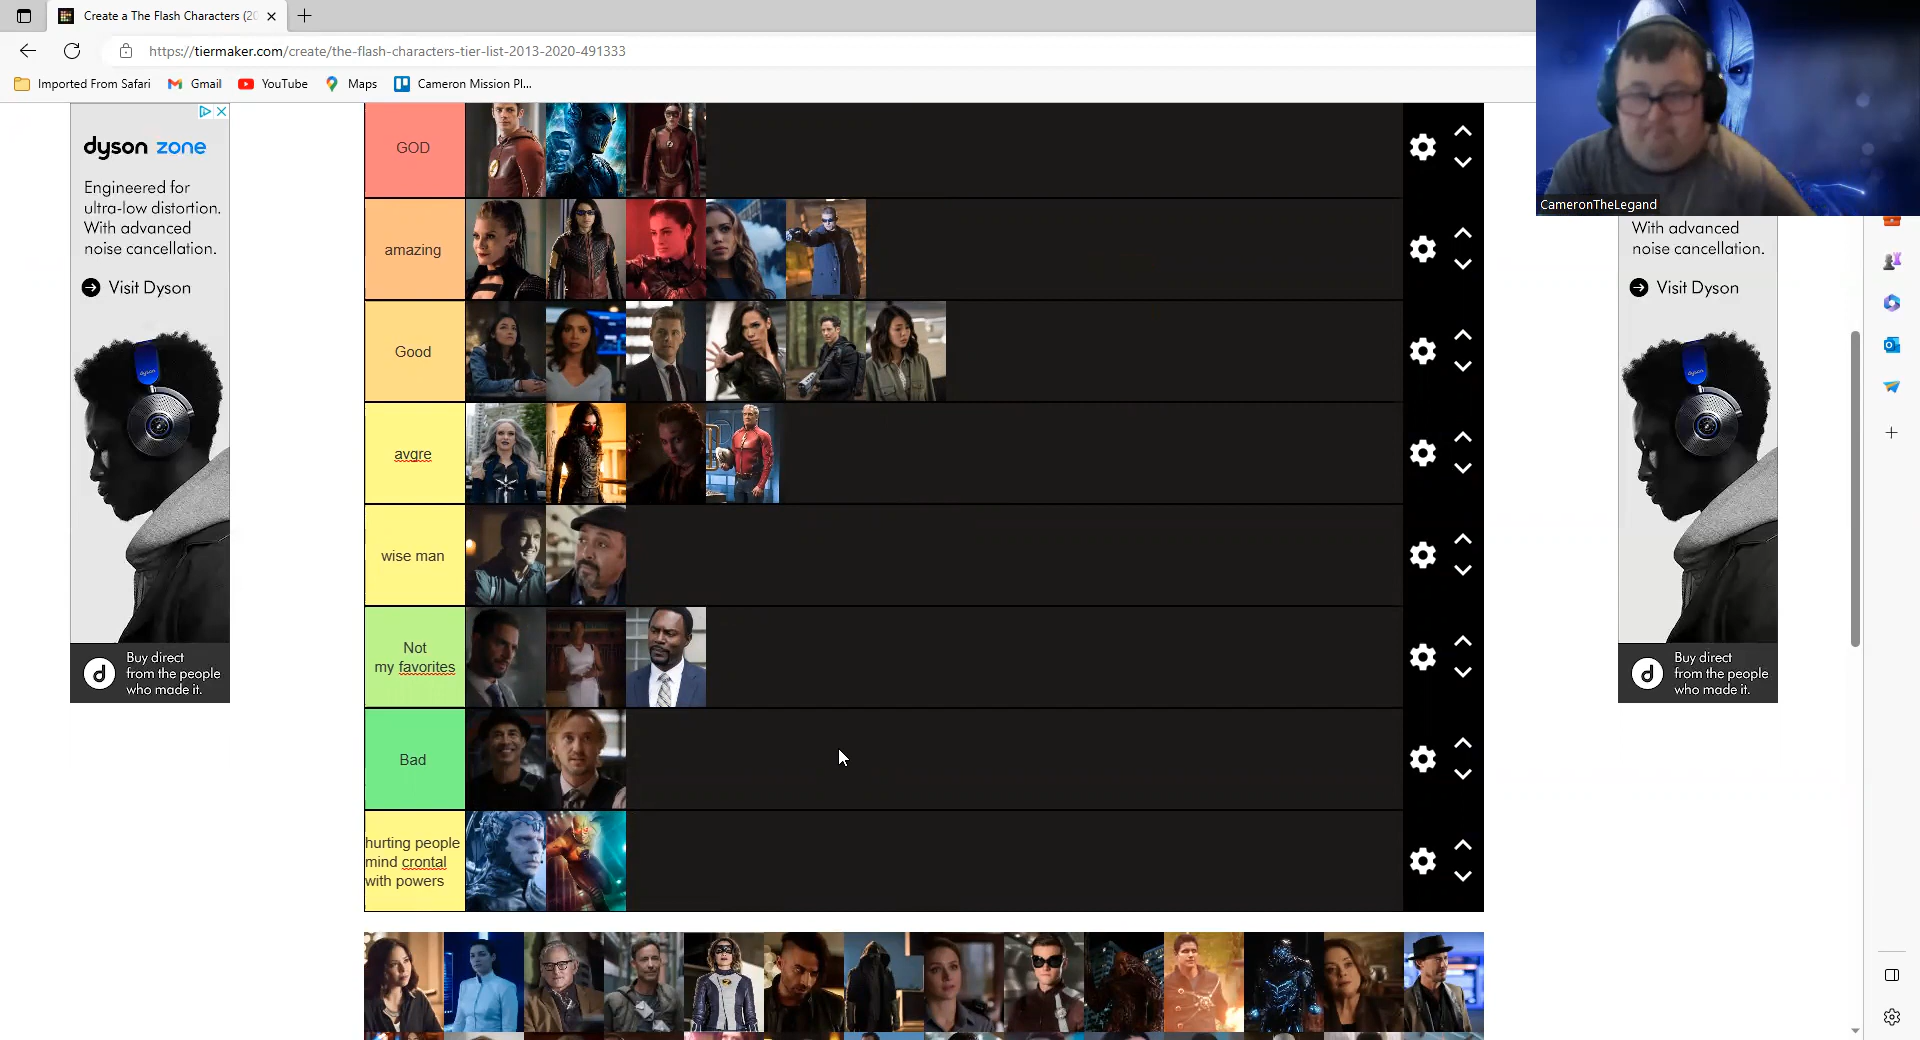 Create a The Flash Characters (20
https://tiermaker.com/create/the-flash-characters-tier-list-2013-2020-491333
Imported From Safari
Gmail
YouTube
Maps
Cameron Mission Pl...
CameronTheLegand
dyson zone
Engineered for
ultra-low distortion.
With advanced
noise cancellation.
Visit Dyson
dyson
Buy direct
from the people
who made it.
GOD
amazing
Good
avgre
wise man
Not
my favorites
Bad
hurting people
mind crontal
with powers
With advanced
noise cancellation.
Visit Dyson
dyson
Buy direct
from the people
who made it.